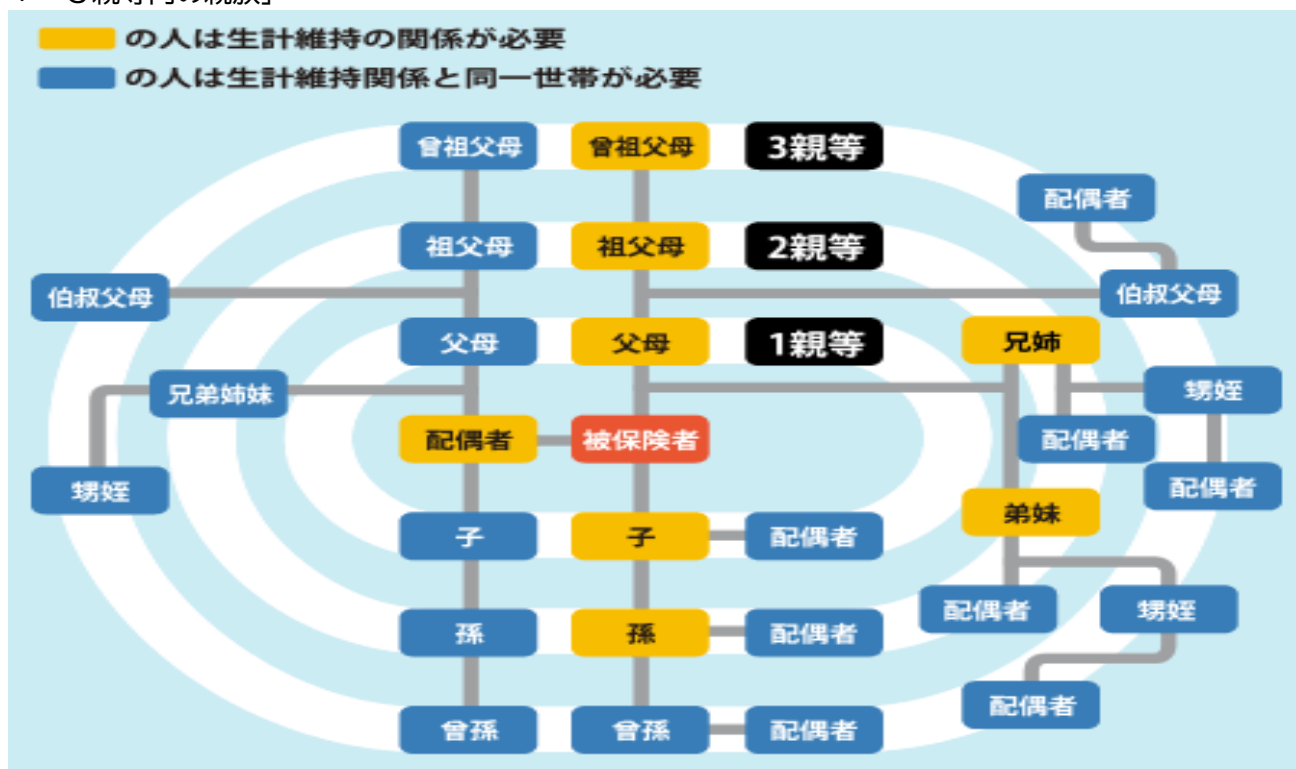 の人は生計維持の関係が必要
の人は生計維持関係と同一世帯が必要
曾祖父母 曾祖父母 3親等
配偶者
祖父母 祖父母 2親等
伯叔父母 伯叔父母
父母 父母 1親等 兄姉
兄弟姉妹 甥姪
配偶者 被保険者 配偶者
甥姪 配偶者
弟妹
子 子 配偶者
配偶者 甥姪
孫 孫 配偶者
配偶者
曾孫 曾孫 配偶者